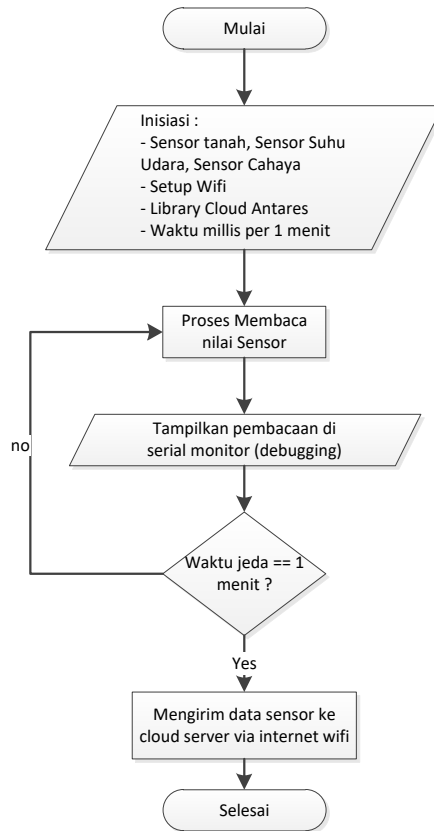 Mulai
Inisiasi :
- Sensor tanah, Sensor Suhu
Udara, Sensor Cahaya
- Setup Wifi
- Library Cloud Antares
- Waktu millis per 1 menit
Proses Membaca
nilai Sensor
Tampilkan pembacaan di
serial monitor (debugging)
no
Waktu jeda == 1
menit ?
Yes
Mengirim data sensor ke
cloud server via internet wifi
Selesai